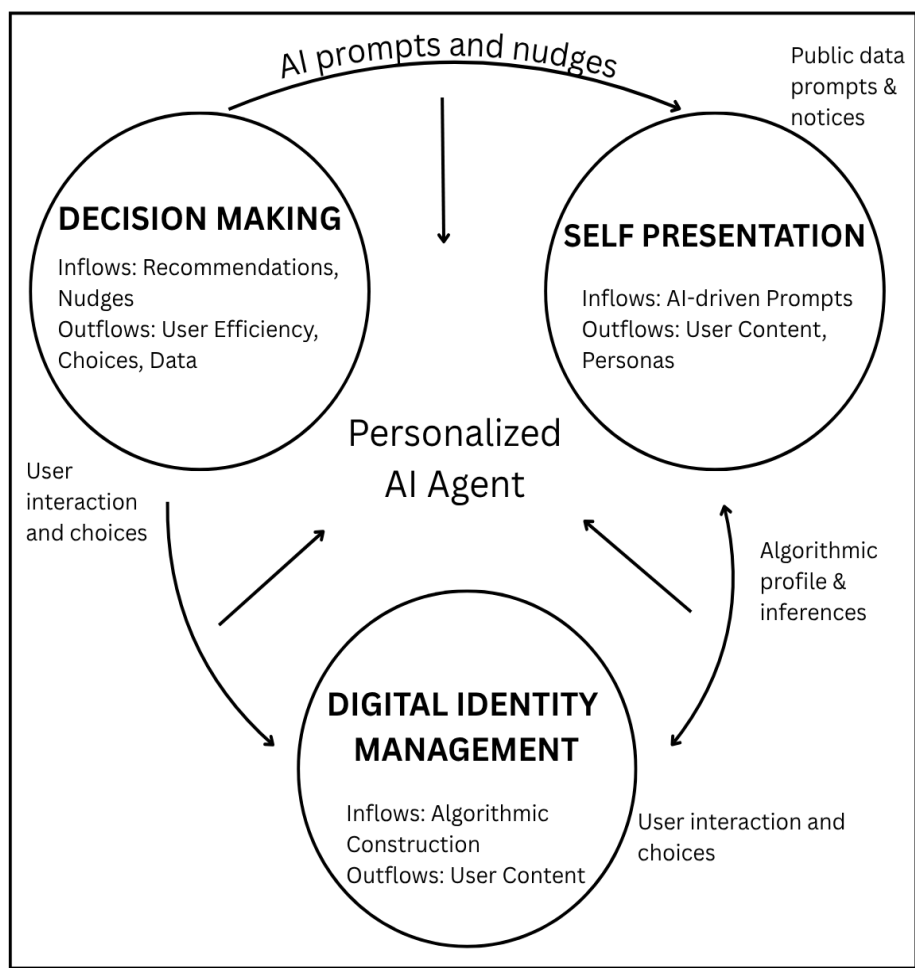 AI prompts and nudges
Public data
prompts &
notices
DECISION MAKING
Inflows: Recommendations,
Nudges
Outflows: User Efficiency,
Choices, Data
SELF PRESENTATION
Inflows: AI-driven Prompts
Outflows: User Content,
Personas
Personalized
AI Agent
User
interaction
and choices
Algorithmic
profile &
inferences
DIGITAL IDENTITY
MANAGEMENT
Inflows: Algorithmic
Construction
Outflows: User Content
User interaction and
choices